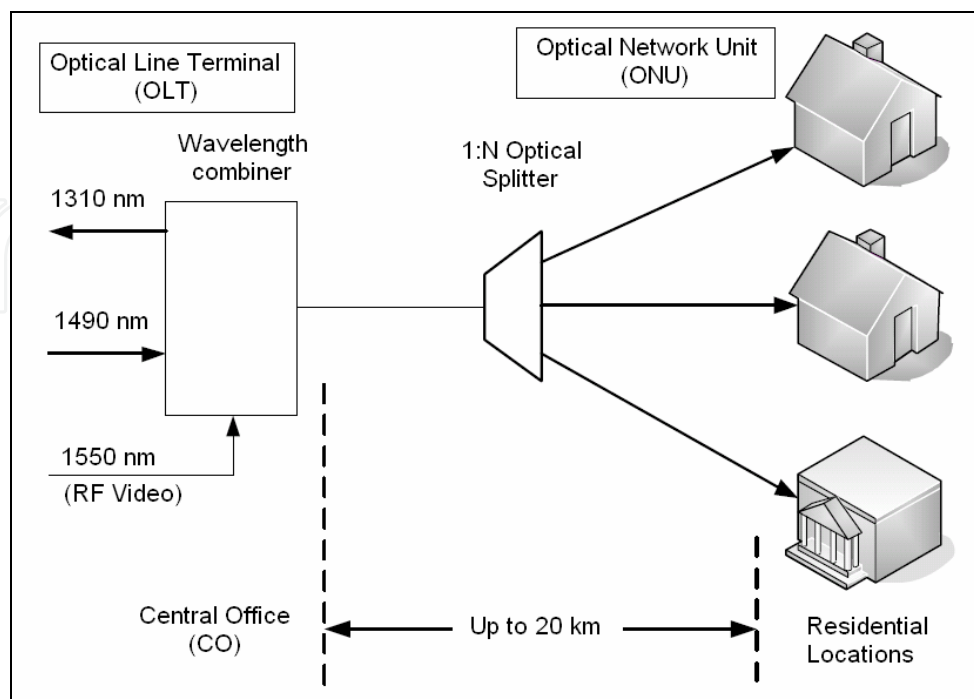 Optical Line Terminal
(OLT)
Optical Network Unit
(ONU)
Wavelength
combiner
1:N Optical
Splitter
1310 nm
1490 nm
1550 nm
(RF Video)
Central Office
(CO)
Up to 20 km
Residential
Locations